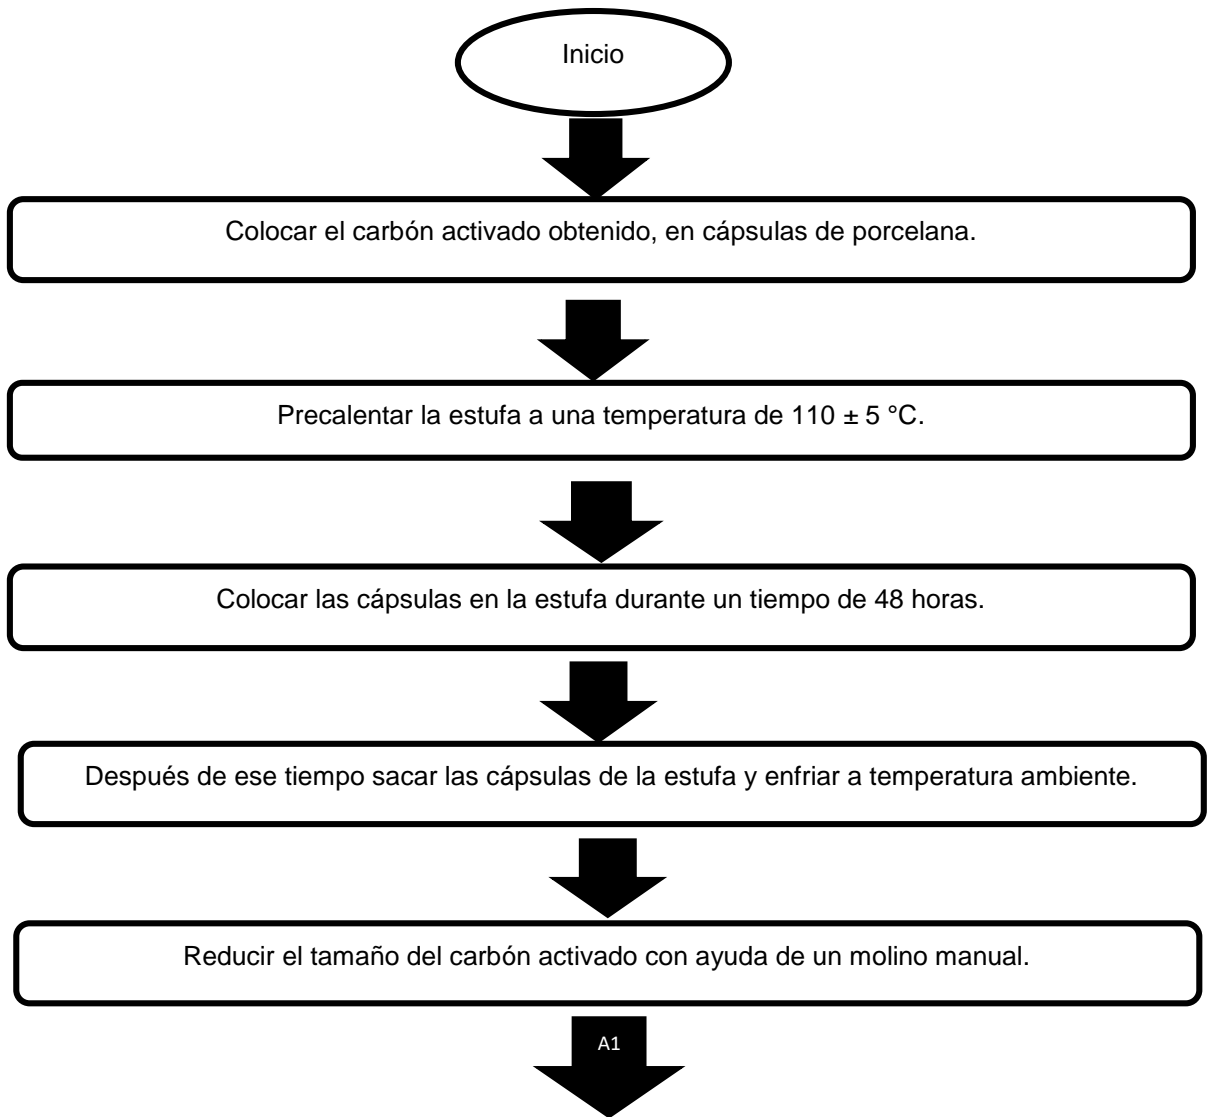 Inicio
Colocar el carbón activado obtenido, en cápsulas de porcelana.
Precalentar la estufa a una temperatura de 110 ± 5 °C.
Colocar las cápsulas en la estufa durante un tiempo de 48 horas.
Después de ese tiempo sacar las cápsulas de la estufa y enfriar a temperatura ambiente.
Reducir el tamaño del carbón activado con ayuda de un molino manual.
A1